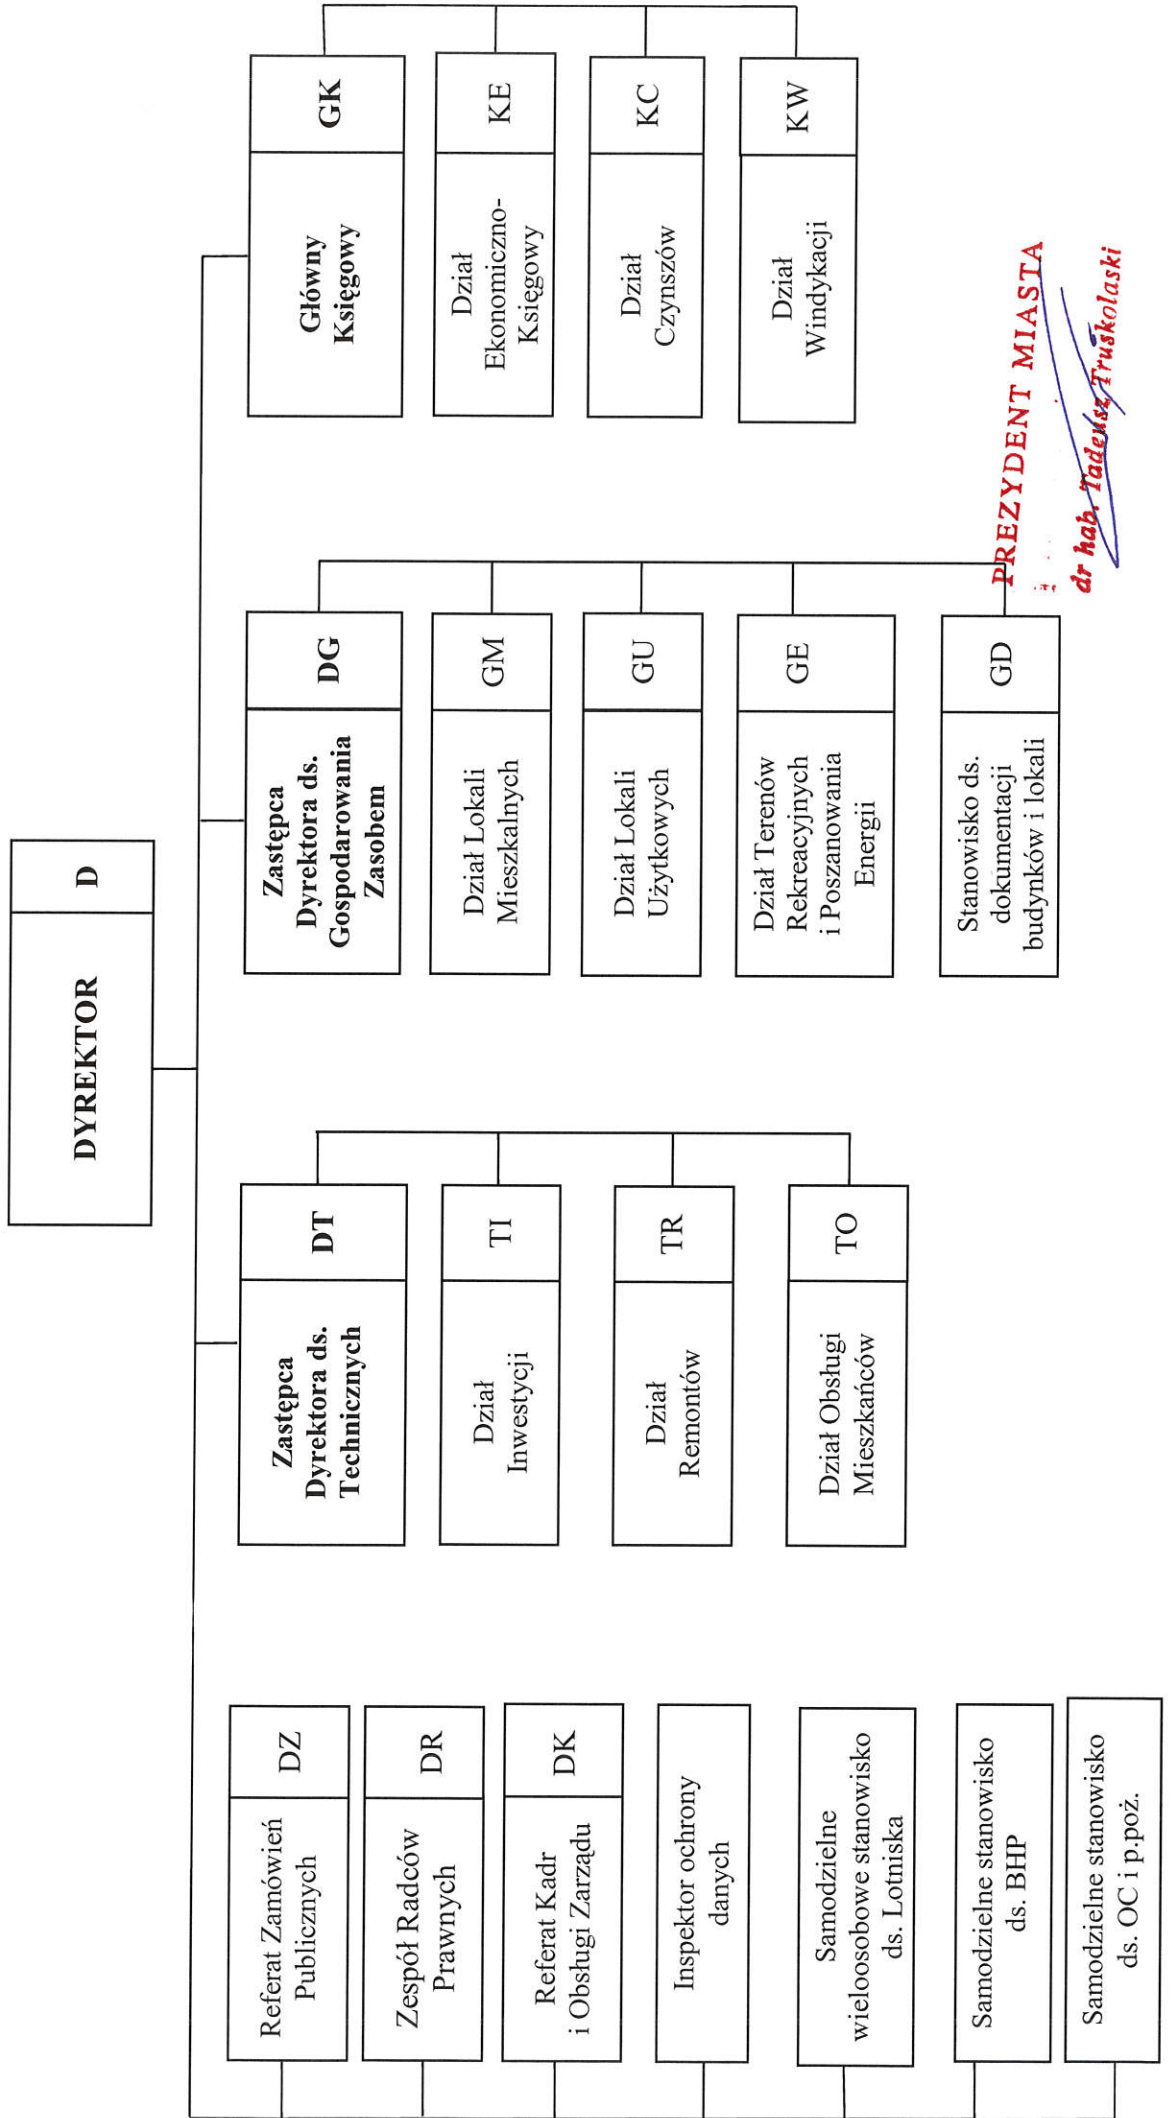 DYREKTOR
D
Referat Zamówień
Publicznych
DZ
Zespół Radców
Prawnych
DR
Referat Kadr
i Obsługi Zarządu
DK
Inspektor ochrony
danych
Samodzielne
wieloosobowe stanowisko
ds. Lotniska
Samodzielne stanowisko
ds. BHP
Samodzielne stanowisko
ds. OC i p.poż.
Zastępca
Dyrektora ds.
Technicznych
DT
Dział
Inwestycji
TI
Dział
Remontów
TR
Dział Obsługi
Mieszkańców
TO
Zastępca
Dyrektora ds.
Gospodarowania
Zasobem
DG
Dział Lokali
Mieszkalnych
GM
Dział Lokali
Użytkowych
GU
Dział Terenów
Rekreacyjnych
i Poszanowania
Energii
GE
Stanowisko ds.
dokumentacji
budynków i lokali
GD
Główny
Księgowy
GK
Dział
Ekonomiczno-
Księgowy
KE
Dział
Czynszów
KC
Dział
Windykacji
KW
PREZYDENT MIASTA
dr hab. Tadeusz Truskolaski